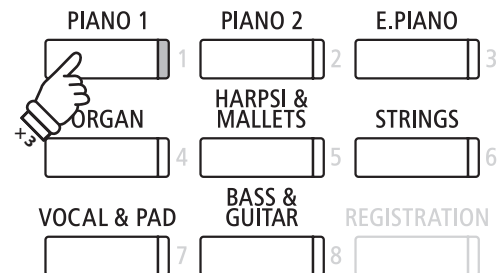 PIANO 1 PIANO 2 E.PIANO
1 2 3
ORGAN HARPSI & MALLETS STRINGS
+3
4 5 6
VOCAL & PAD BASS & GUITAR REGISTRATION
7 8